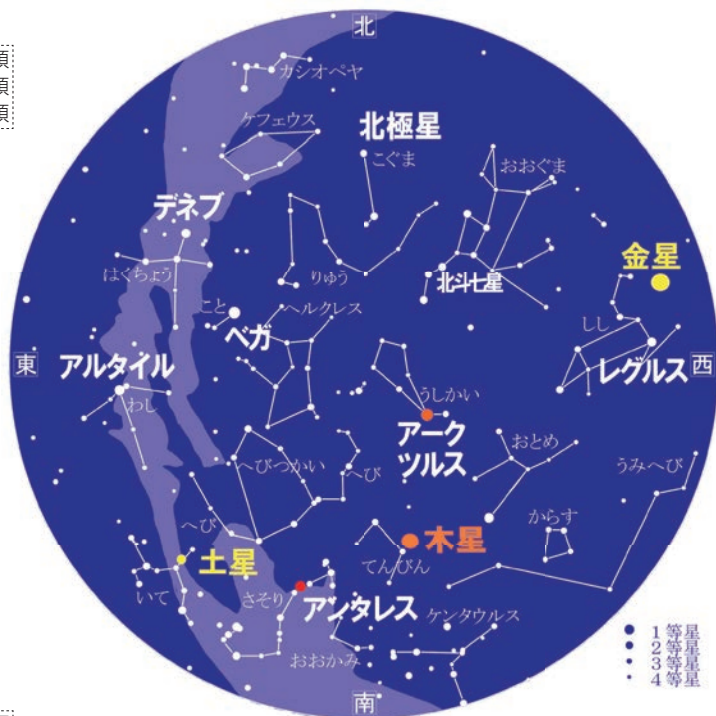 頃
頃
頃
北
カシオペヤ
ケフェウス
北極星
こぐま
おおぐま
デネブ
はくちょう
りゅう
北斗七星
金星
こと
ベガ
ヘルクレス
しし
レグルス
東
アルタイル
わし
うしかい
アーク
ツルス
西
おとめ
うみへび
へびつかい
へび
からす
へび
土星
木星
てんびん
いて
さそり
アンタレス
ケンタウルス
おおかみ
南
1等星
2等星
3等星
4等星